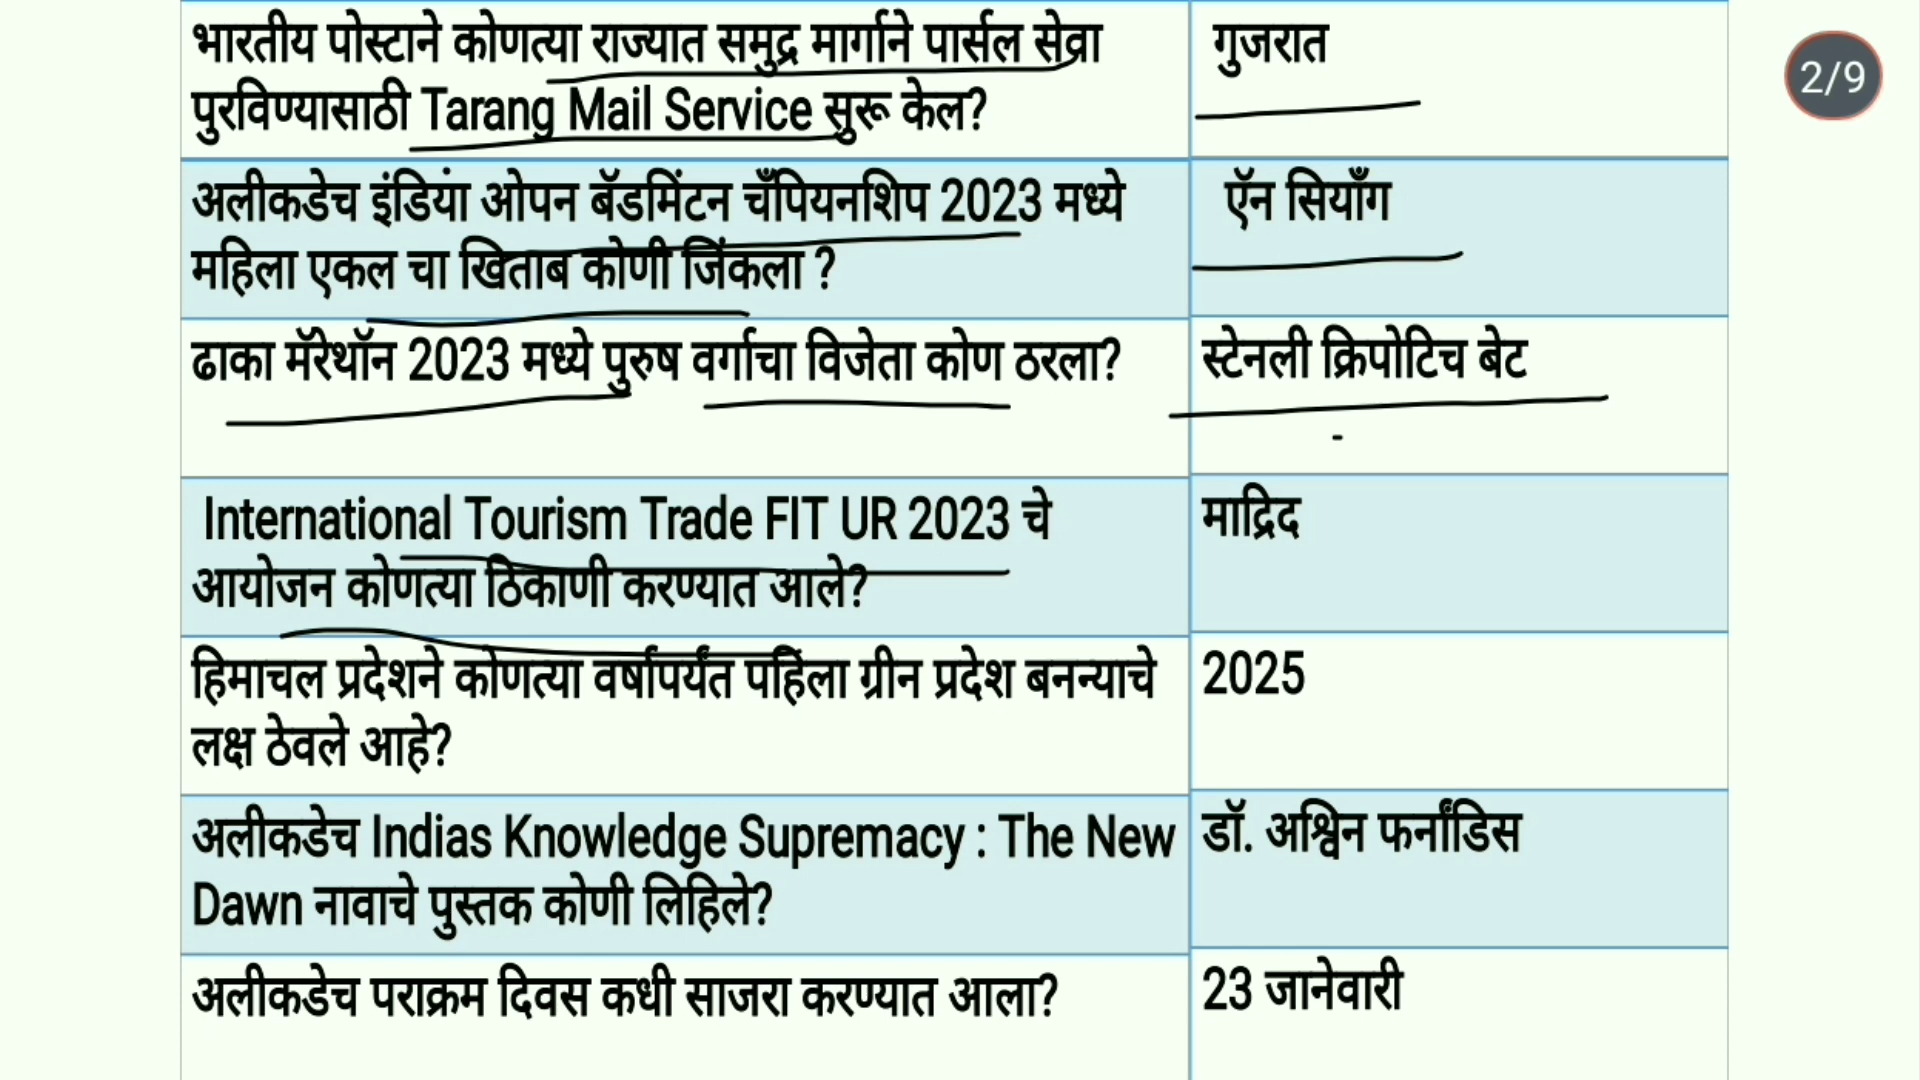 भारतीय पोस्टाने कोणत्या राज्यात समुद्र मार्गाने पार्सल सेवा
पुरविण्यासाठी Tarang Mail Service सुरू केल?
गुजरात
2/9
अलीकडेच इंडियां ओपन बॅडमिंटन चँपियनशिप 2023 मध्ये
महिला एकल चा खिताब कोणी जिंकला ?
ऍन सियाँग
ढाका मॅरेथॉन 2023 मध्ये पुरुष वर्गाचा विजेता कोण ठरला?
स्टेनली क्रिपोटिच बेट
International Tourism Trade FIT UR 2023 चे
आयोजन कोणत्या ठिकाणी करण्यात आले?
माद्रिद
हिमाचल प्रदेशने कोणत्या वर्षापर्यंत पहिला ग्रीन प्रदेश बनन्याचे
लक्ष ठेवले आहे?
2025
अलीकडेच Indias Knowledge Supremacy : The New
Dawn नावाचे पुस्तक कोणी लिहिले?
डॉ. अश्विन फर्नांडिस
अलीकडेच पराक्रम दिवस कधी साजरा करण्यात आला?
23 जानेवारी